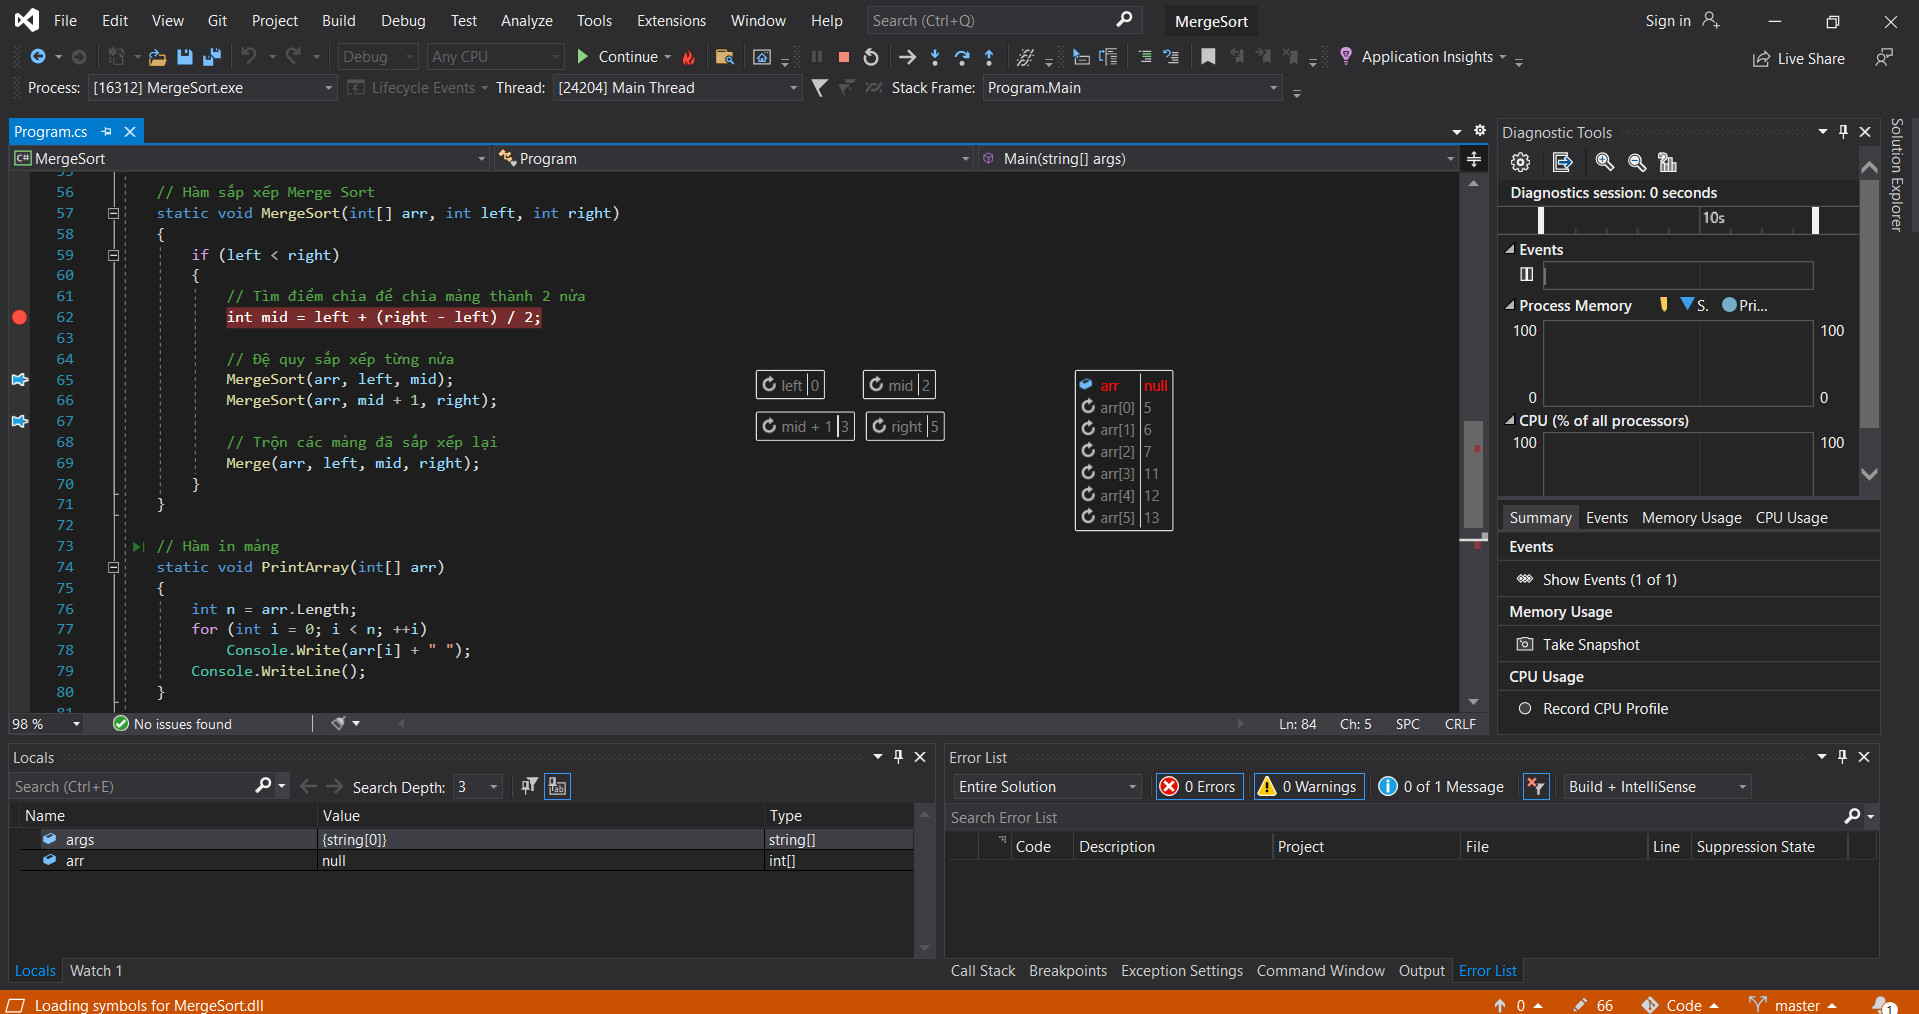 File Edit View Git Project Build Debug Test Analyze Tools Extensions Window Help Search (Ctrl+Q) MergeSort Sign in
Debug Any CPU Continue Application Insights Live Share
Process: [16312] MergeSort.exe Lifecycle Events Thread: [24204] Main Thread Stack Frame: Program.Main
Program.cs
C# MergeSort Program Main(string[] args)
55
56 // Hàm sắp xếp Merge Sort
57 static void MergeSort(int[] arr, int left, int right)
58 {
59 if (left < right)
60 {
61 // Tìm điểm chia để chia mảng thành 2 nửa
62 int mid = left + (right - left) / 2;
63
64 // Đệ quy sắp xếp từng nửa
65 MergeSort(arr, left, mid);
66 MergeSort(arr, mid + 1, right);
67
68 // Trộn các mảng đã sắp xếp lại
69 Merge(arr, left, mid, right);
70 }
71 }
72
73 // Hàm in mảng
74 static void PrintArray(int[] arr)
75 {
76 int n = arr.Length;
77 for (int i = 0; i < n; ++i)
78 Console.Write(arr[i] + " ");
79 Console.WriteLine();
80 }
81
left 0 mid 2
mid + 1 3 right 5
arr null
arr[0] 5
arr[1] 6
arr[2] 7
arr[3] 11
arr[4] 12
arr[5] 13
98 % No issues found Ln: 84 Ch: 5 SPC CRLF
Diagnostic Tools
Diagnostics session: 0 seconds
10s
Events
Process Memory S. Pri...
100 100
0 0
CPU (% of all processors)
100 100
Summary Events Memory Usage CPU Usage
Events
Show Events (1 of 1)
Memory Usage
Take Snapshot
CPU Usage
Record CPU Profile
Solution Explorer
Locals
Search (Ctrl+E) Search Depth: 3
Name Value Type
args {string[0]} string[]
arr null int[]
Locals Watch 1
Error List
Entire Solution 0 Errors 0 Warnings 0 of 1 Message Build + IntelliSense
Search Error List
Code Description Project File Line Suppression State
Call Stack Breakpoints Exception Settings Command Window Output Error List
Loading symbols for MergeSort.dll 0 66 Code master 1